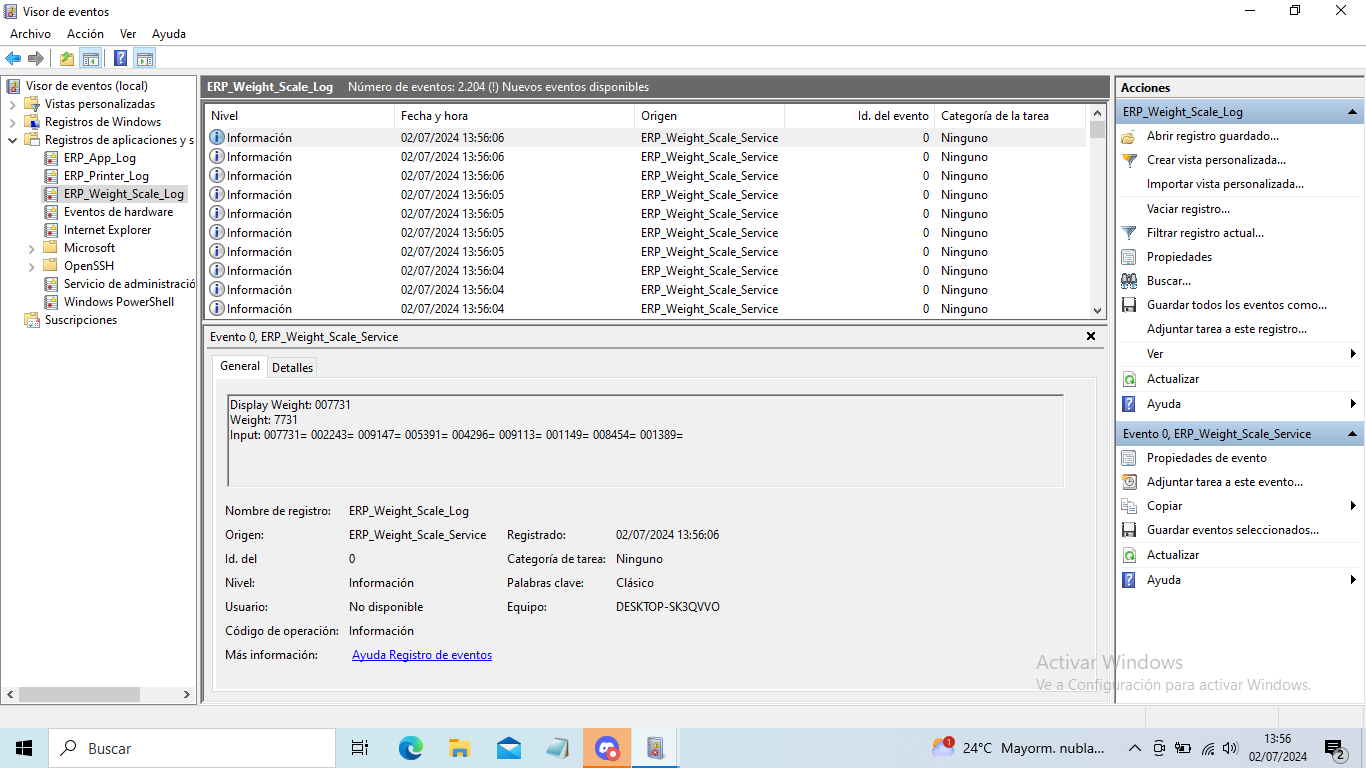 Visor de eventos
Archivo Acción Ver Ayuda
Visor de eventos (local)
Vistas personalizadas
Registros de Windows
Registros de aplicaciones y s
ERP_App_Log
ERP_Printer_Log
ERP_Weight_Scale_Log
Eventos de hardware
Internet Explorer
Microsoft
OpenSSH
Servicio de administració
Windows PowerShell
Suscripciones
ERP_Weight_Scale_Log Número de eventos: 2.204 (!) Nuevos eventos disponibles
Nivel Fecha y hora Origen Id. del evento Categoría de la tarea
Información 02/07/2024 13:56:06 ERP_Weight_Scale_Service 0 Ninguno
Información 02/07/2024 13:56:06 ERP_Weight_Scale_Service 0 Ninguno
Información 02/07/2024 13:56:06 ERP_Weight_Scale_Service 0 Ninguno
Información 02/07/2024 13:56:05 ERP_Weight_Scale_Service 0 Ninguno
Información 02/07/2024 13:56:05 ERP_Weight_Scale_Service 0 Ninguno
Información 02/07/2024 13:56:05 ERP_Weight_Scale_Service 0 Ninguno
Información 02/07/2024 13:56:05 ERP_Weight_Scale_Service 0 Ninguno
Información 02/07/2024 13:56:04 ERP_Weight_Scale_Service 0 Ninguno
Información 02/07/2024 13:56:04 ERP_Weight_Scale_Service 0 Ninguno
Información 02/07/2024 13:56:04 ERP_Weight_Scale_Service 0 Ninguno
Evento 0, ERP_Weight_Scale_Service
General Detalles
Display Weight: 007731
Weight: 7731
Input: 007731= 002243= 009147= 005391= 004296= 009113= 001149= 008454= 001389=
Nombre de registro: ERP_Weight_Scale_Log
Origen: ERP_Weight_Scale_Service Registrado: 02/07/2024 13:56:06
Id. del 0 Categoría de tarea: Ninguno
Nivel: Información Palabras clave: Clásico
Usuario: No disponible Equipo: DESKTOP-SK3QVVO
Código de operación: Información
Más información: Ayuda Registro de eventos
Acciones
ERP_Weight_Scale_Log
Abrir registro guardado...
Crear vista personalizada...
Importar vista personalizada...
Vaciar registro...
Filtrar registro actual...
Propiedades
Buscar...
Guardar todos los eventos como...
Adjuntar tarea a este registro...
Ver
Actualizar
Ayuda
Evento 0, ERP_Weight_Scale_Service
Propiedades de evento
Adjuntar tarea a este evento...
Copiar
Guardar eventos seleccionados...
Actualizar
Ayuda
Activar Windows
Ve a Configuración para activar Windows.
Buscar
1
24°C Mayorm. nubla...
13:56
02/07/2024
2